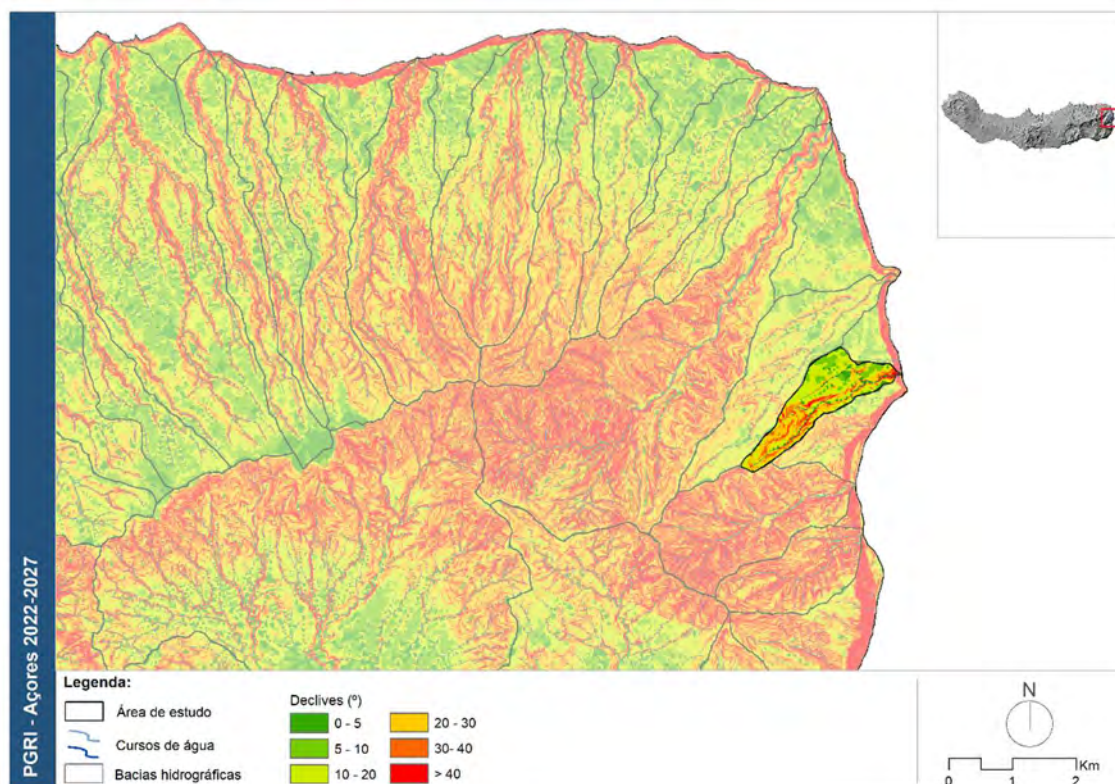 PGRI - Açores 2022-2027
Legenda:
Área de estudo
Cursos de água
Bacias hidrográficas
Declives (º)
0 - 5
5 - 10
10 - 20
20 - 30
30- 40
> 40
N
Km
0 1 2